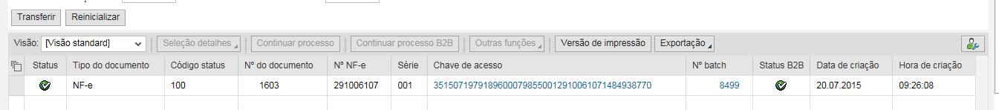 Transferir Reinicializar
Visão: [Visão standard] Seleção detalhes Continuar processo Continuar processo B2B Outras funções Versão de impressão Exportação
Status Tipo do documento Código status Nº do documento Nº NF-e Série Chave de acesso Nº batch Status B2B Data de criação Hora de criação
NF-e 100 1603 291006107 001 35150719791896000798550012910061071484938770 8499 20.07.2015 09:26:08